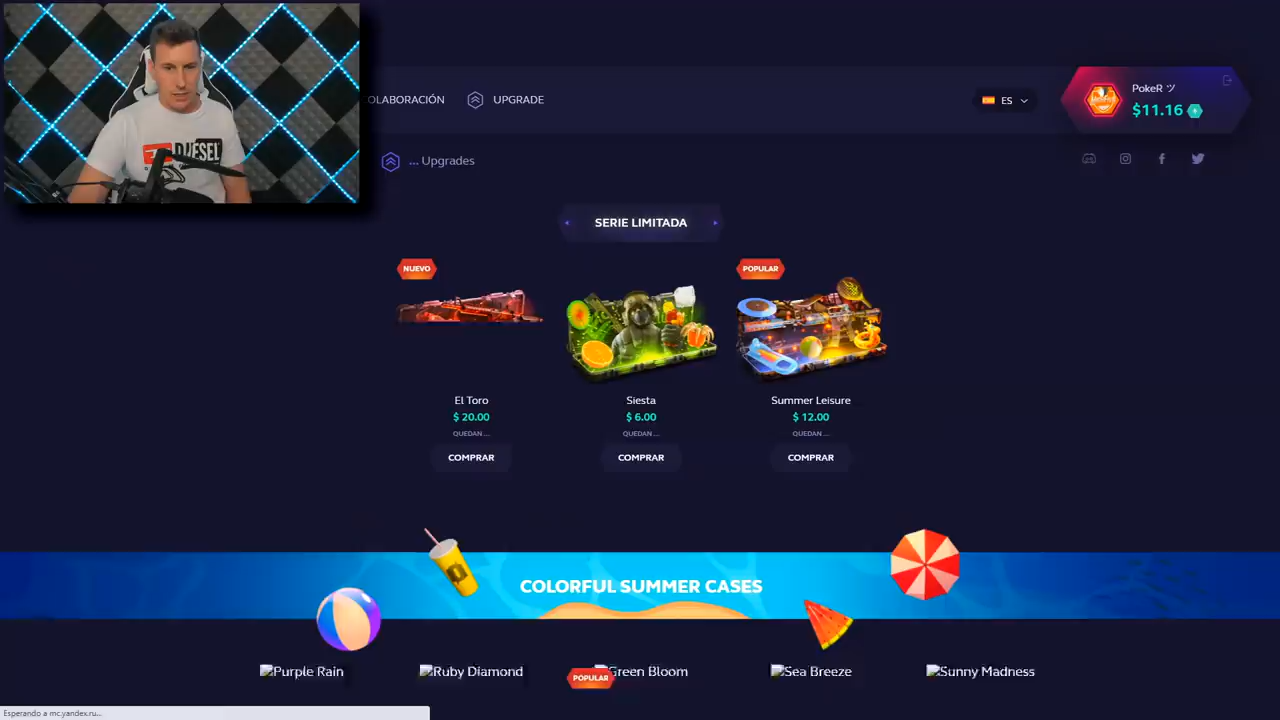 OLABORACIÓN
UPGRADE
ES
PokeR ツ
$11.16
... Upgrades
SERIE LIMITADA
NUEVO
POPULAR
El Toro
$ 20.00
QUEDAN ...
COMPRAR
Siesta
$ 6.00
QUEDAN ...
COMPRAR
Summer Leisure
$ 12.00
QUEDAN ...
COMPRAR
COLORFUL SUMMER CASES
Purple Rain
Ruby Diamond
POPULAR
Green Bloom
Sea Breeze
Sunny Madness
Esperando a mc.yandex.ru...
DIESEL